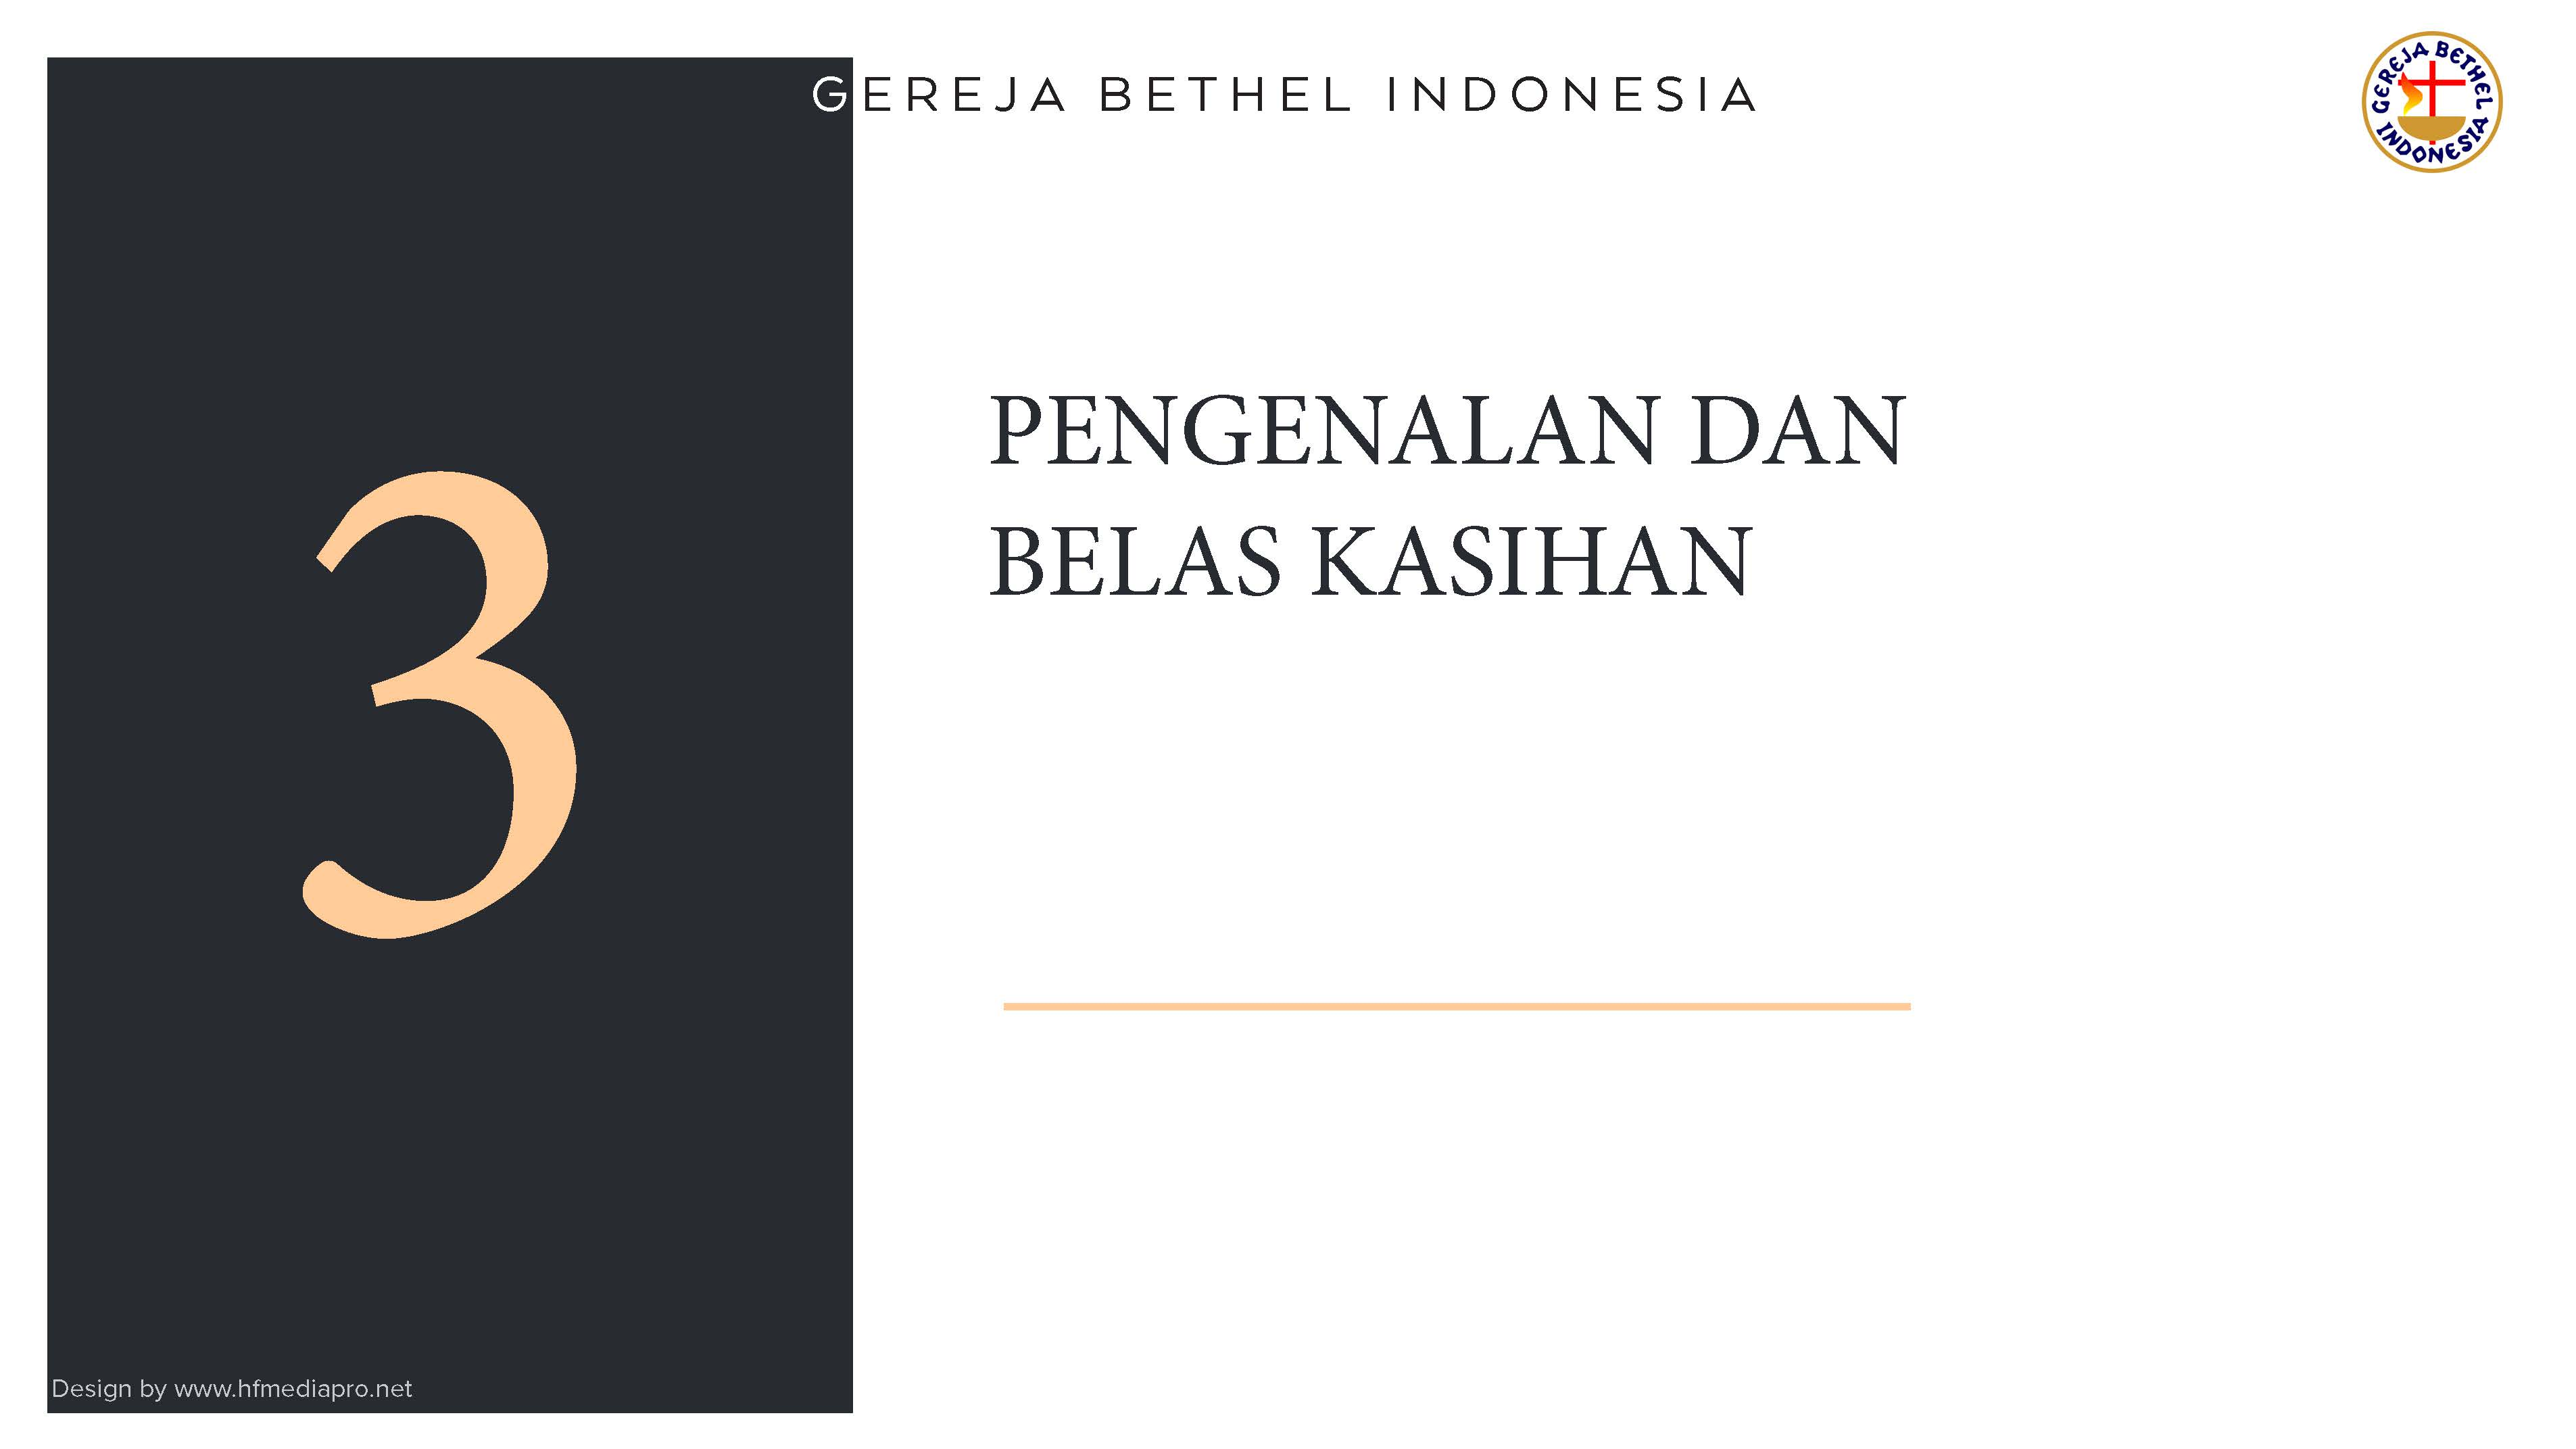 GEREJA BETHEL INDONESIA
GEREJA BETHEL
INDONESIA
3
PENGENALAN DAN
BELAS KASIHAN
Design by www.hfmediapro.net